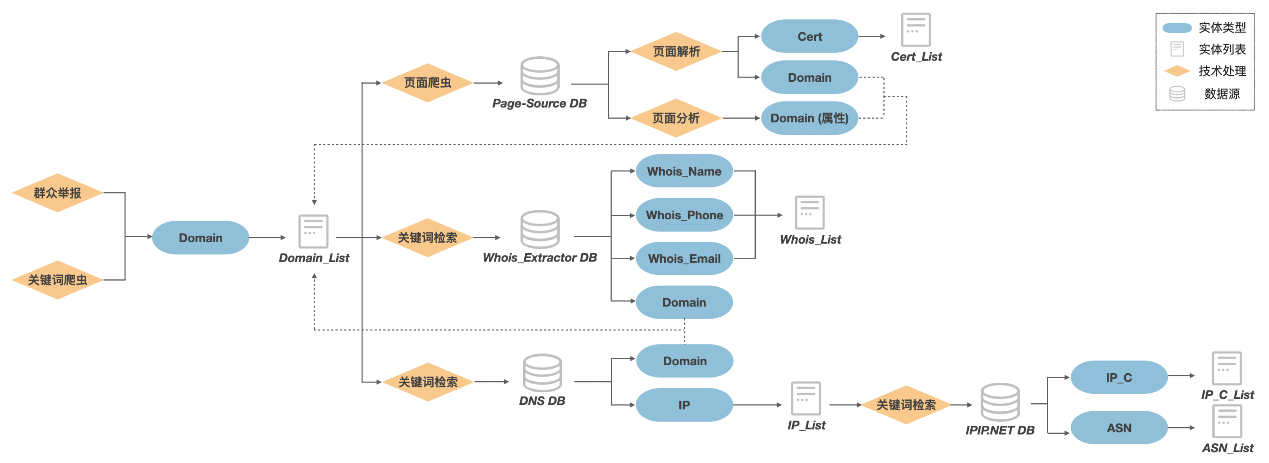 群众举报
关键词爬虫
Domain
Domain_List
页面爬虫
Page-Source DB
页面解析
Cert
Cert_List
Domain
页面分析
Domain (属性)
关键词检索
Whois_Extractor DB
Whois_Name
Whois_Phone
Whois_Email
Whois_List
Domain
关键词检索
DNS DB
Domain
IP
IP_List
关键词检索
IPIP.NET DB
IP_C
IP_C_List
ASN
ASN_List
实体类型
实体列表
技术处理
数据源